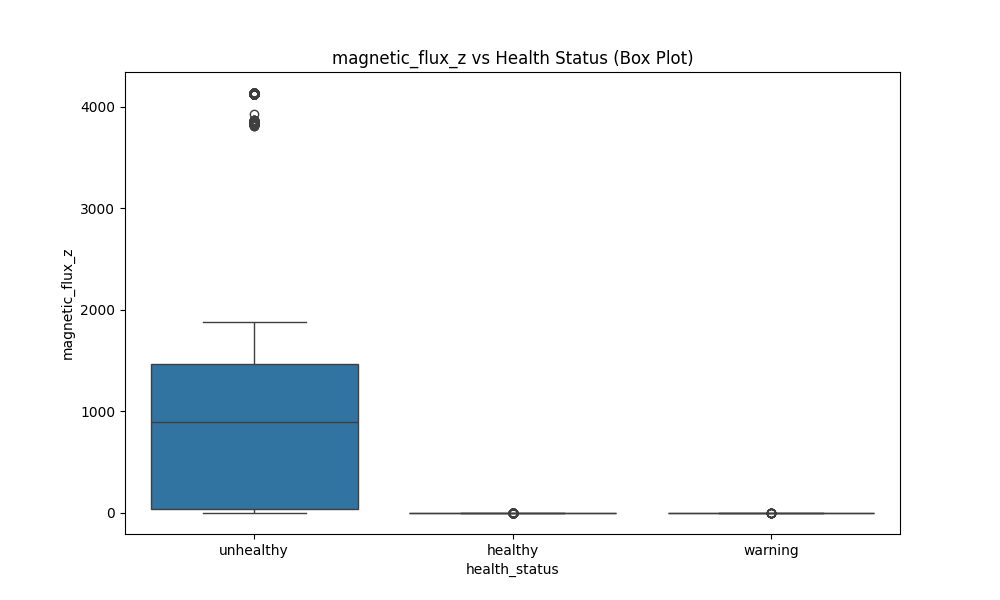 magnetic_flux_z vs Health Status (Box Plot)
magnetic_flux_z
4000
3000
2000
1000
0
unhealthy
healthy
warning
health_status